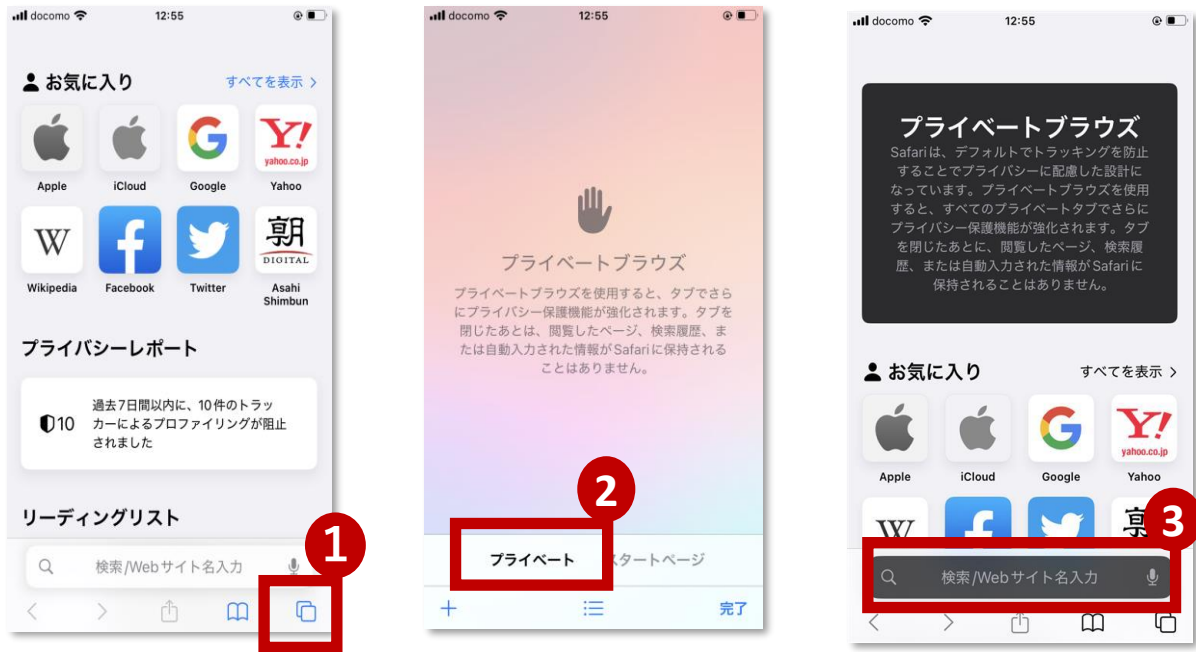 docomo 12:55
お気に入り すべてを表示 >
Y!
yahoo.co.jp
Apple iCloud Google Yahoo
W
朝
DIGITAL
Wikipedia Facebook Twitter Asahi
Shimbun
プライバシーレポート
10
過去7日間以内に、10件のトラッ
カーによるプロファイリングが阻止
されました
リーディングリスト
1
検索/Webサイト名入力
docomo 12:55
プライベートブラウズ
プライベートブラウズを使用すると、タブでさら
にプライバシー保護機能が強化されます。タブを
閉じたあとは、閲覧したページ、検索履歴、ま
たは自動入力された情報がSafariに保持される
ことはありません。
2
プライベート スタートページ
+ 完了
docomo 12:55
プライベートブラウズ
Safariは、デフォルトでトラッキングを防止
することでプライバシーに配慮した設計に
なっています。プライベートブラウズを使用
すると、すべてのプライベートタブでさらに
プライバシー保護機能が強化されます。タブ
を閉じたあとに、閲覧したページ、検索履
歴、または自動入力された情報がSafariに
保持されることはありません。
お気に入り すべてを表示 >
Y!
yahoo.co.jp
Apple iCloud Google Yahoo
W
3
検索/Webサイト名入力